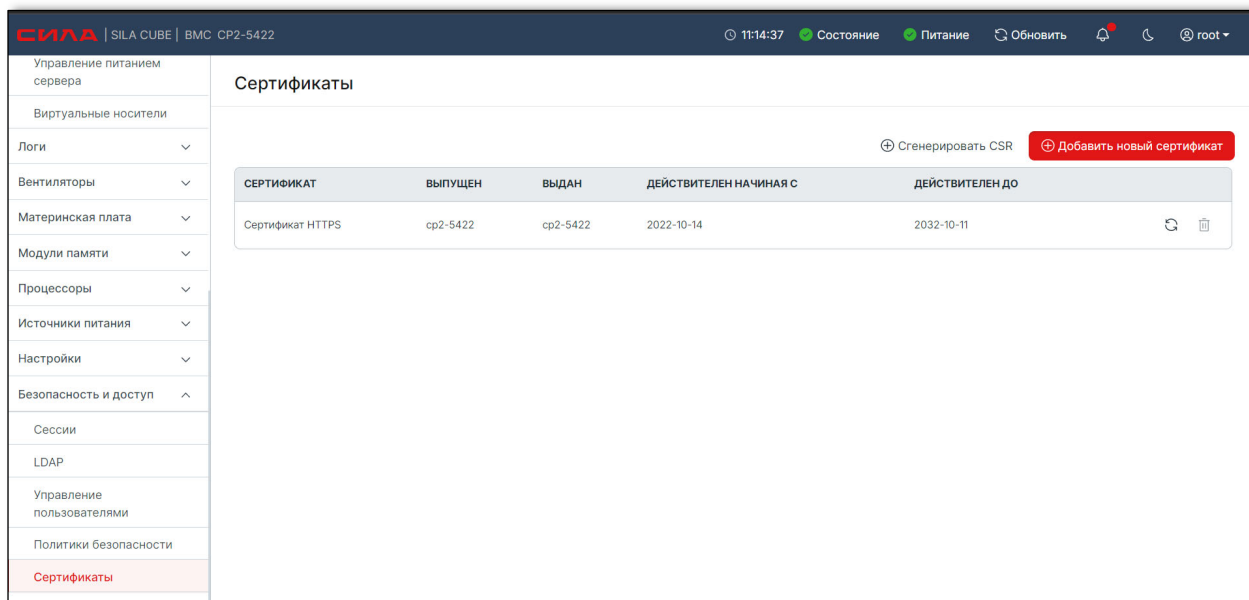 СИЛА | SILA CUBE | BMC CP2-5422 11:14:37 Состояние Питание Обновить root
Управление питанием
сервера
Виртуальные носители
Логи
Вентиляторы
Материнская плата
Модули памяти
Процессоры
Источники питания
Настройки
Безопасность и доступ
Сессии
LDAP
Управление
пользователями
Политики безопасности
Сертификаты
Сертификаты
Сгенерировать CSR Добавить новый сертификат
СЕРТИФИКАТ ВЫПУЩЕН ВЫДАН ДЕЙСТВИТЕЛЕН НАЧИНАЯ С ДЕЙСТВИТЕЛЕН ДО
Сертификат HTTPS cp2-5422 cp2-5422 2022-10-14 2032-10-11